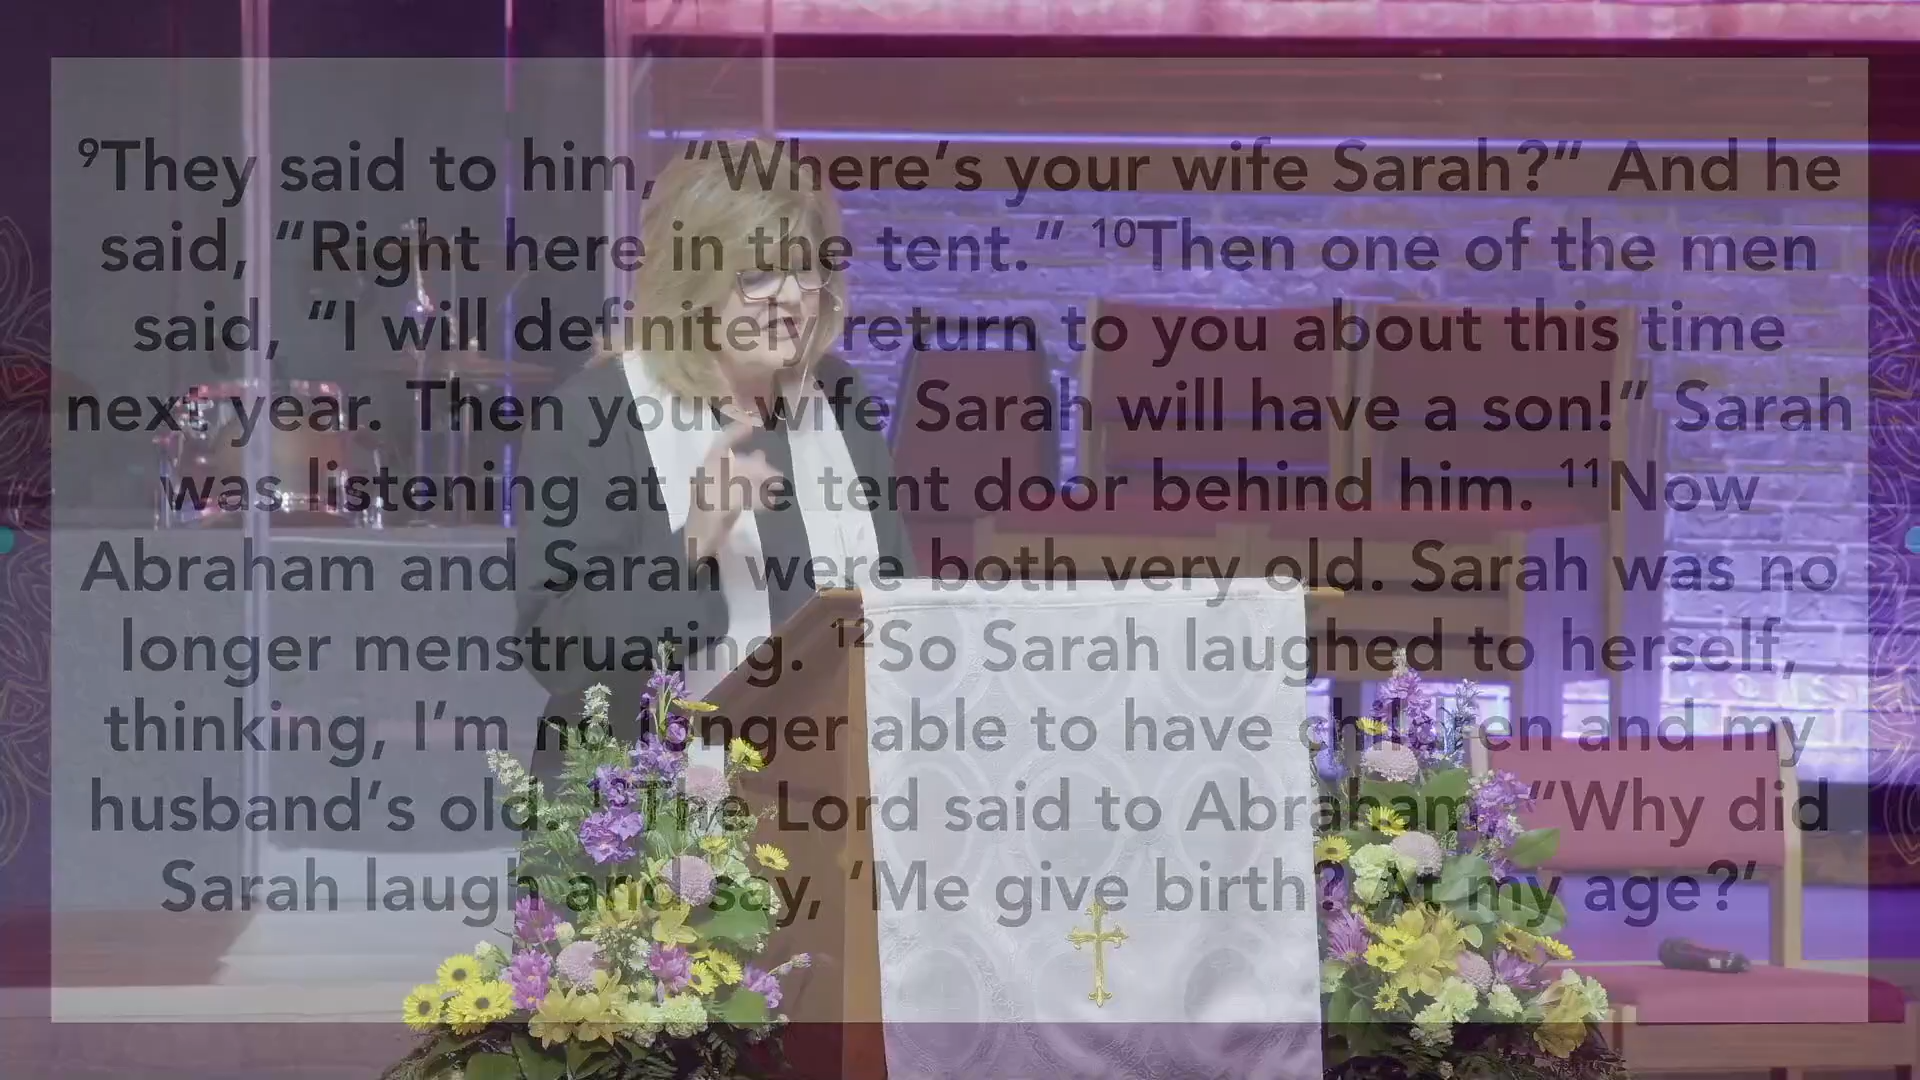 ⁹They said to him, “Where’s your wife Sarah?” And he
said, “Right here in the tent.” ¹⁰Then one of the men
said, “I will definitely return to you about this time
next year. Then your wife Sarah will have a son!” Sarah
was listening at the tent door behind him. ¹¹Now
Abraham and Sarah were both very old. Sarah was no
longer menstruating. ¹²So Sarah laughed to herself,
thinking, I’m no longer able to have children and my
husband’s old. ¹³The Lord said to Abraham, “Why did
Sarah laugh and say, ‘Me give birth? At my age?’